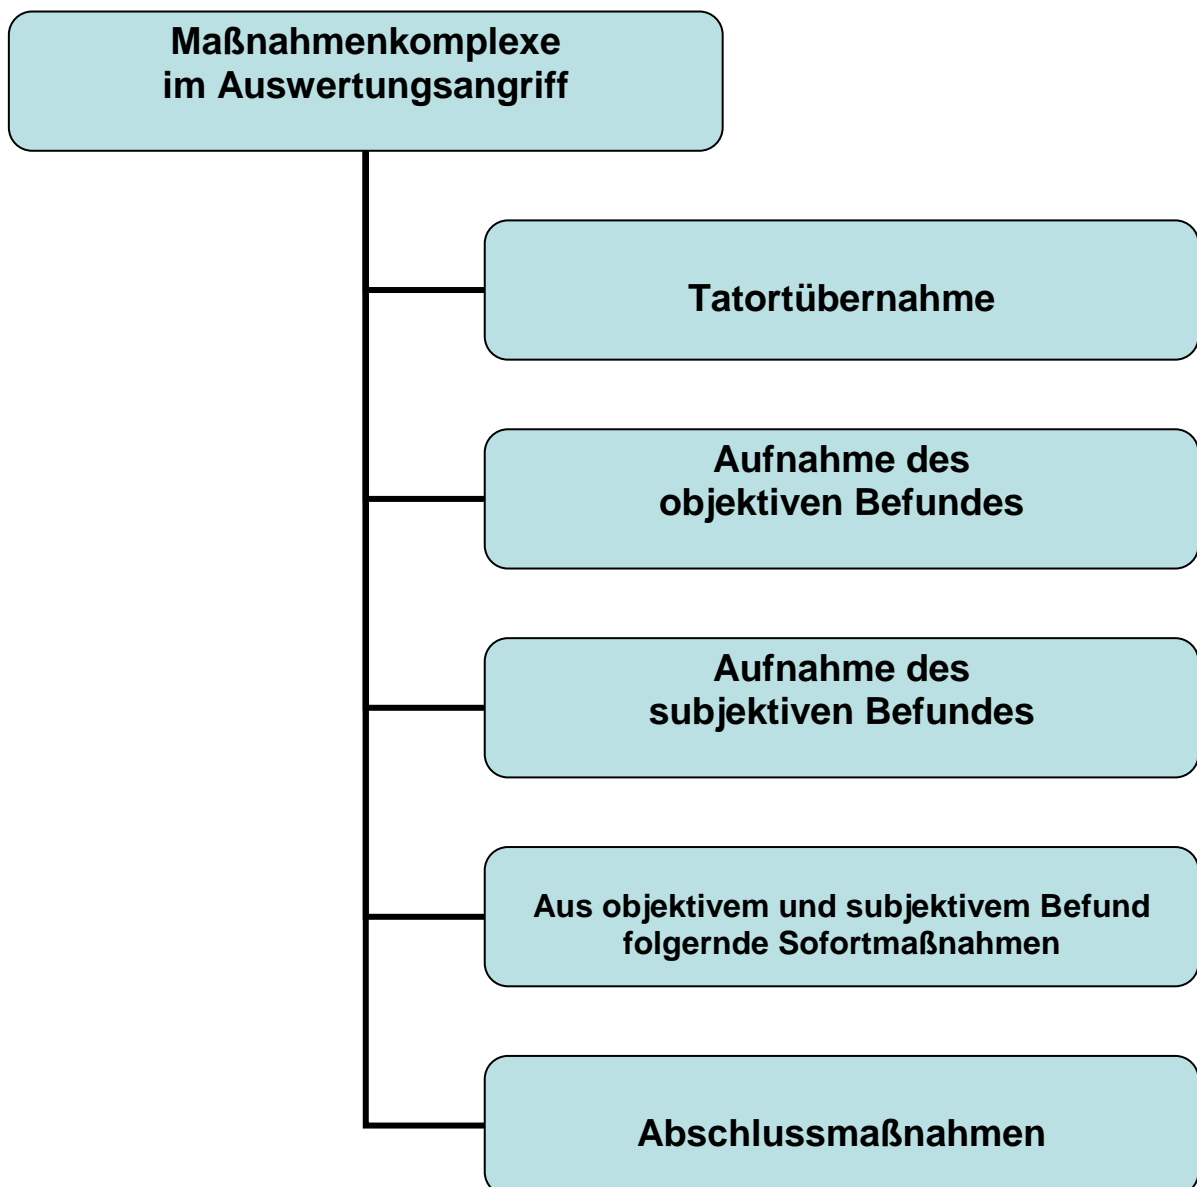 Maßnahmenkomplexe
im Auswertungsangriff
Tatortübernahme
Aufnahme des
objektiven Befundes
Aufnahme des
subjektiven Befundes
Aus objektivem und subjektivem Befund
folgernde Sofortmaßnahmen
Abschlussmaßnahmen